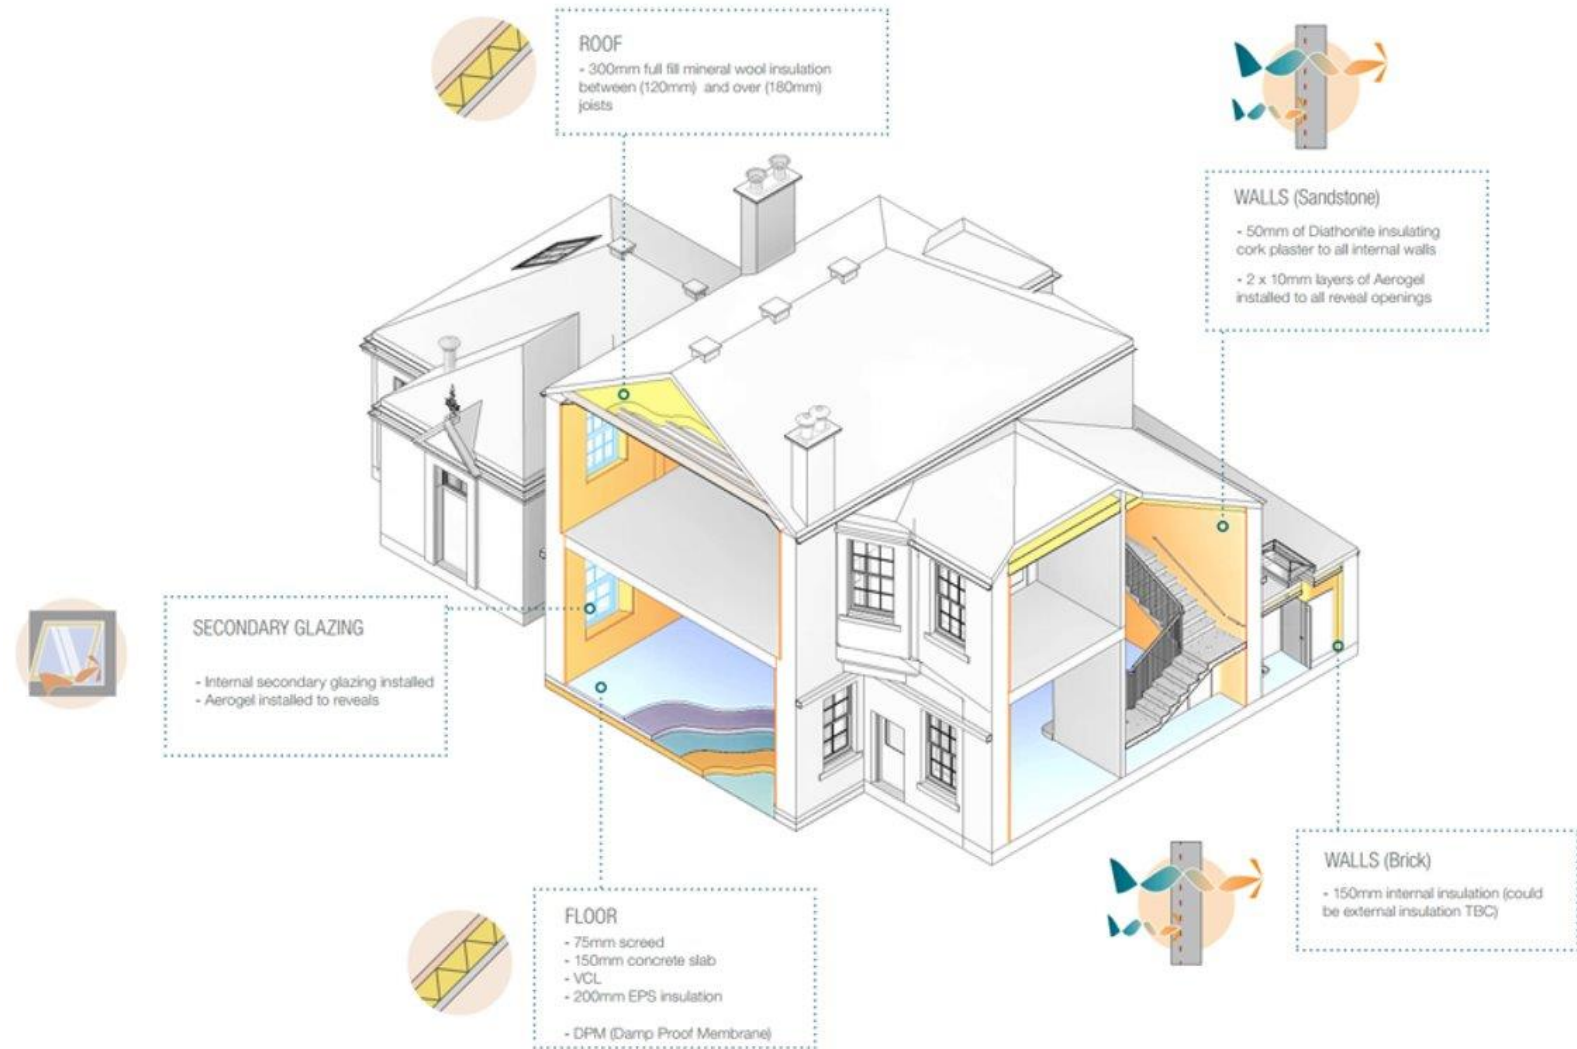 ROOF
- 300mm full fill mineral wool insulation
between (120mm) and over (180mm)
joists
WALLS (Sandstone)
- 50mm of Diathonite insulating
cork plaster to all internal walls
- 2 x 10mm layers of Aerogel
installed to all reveal openings
SECONDARY GLAZING
- Internal secondary glazing installed
- Aerogel installed to reveals
WALLS (Brick)
- 150mm internal insulation (could
be external insulation TBC)
FLOOR
- 75mm screed
- 150mm concrete slab
- VCL
- 200mm EPS insulation
- DPM (Damp Proof Membrane)